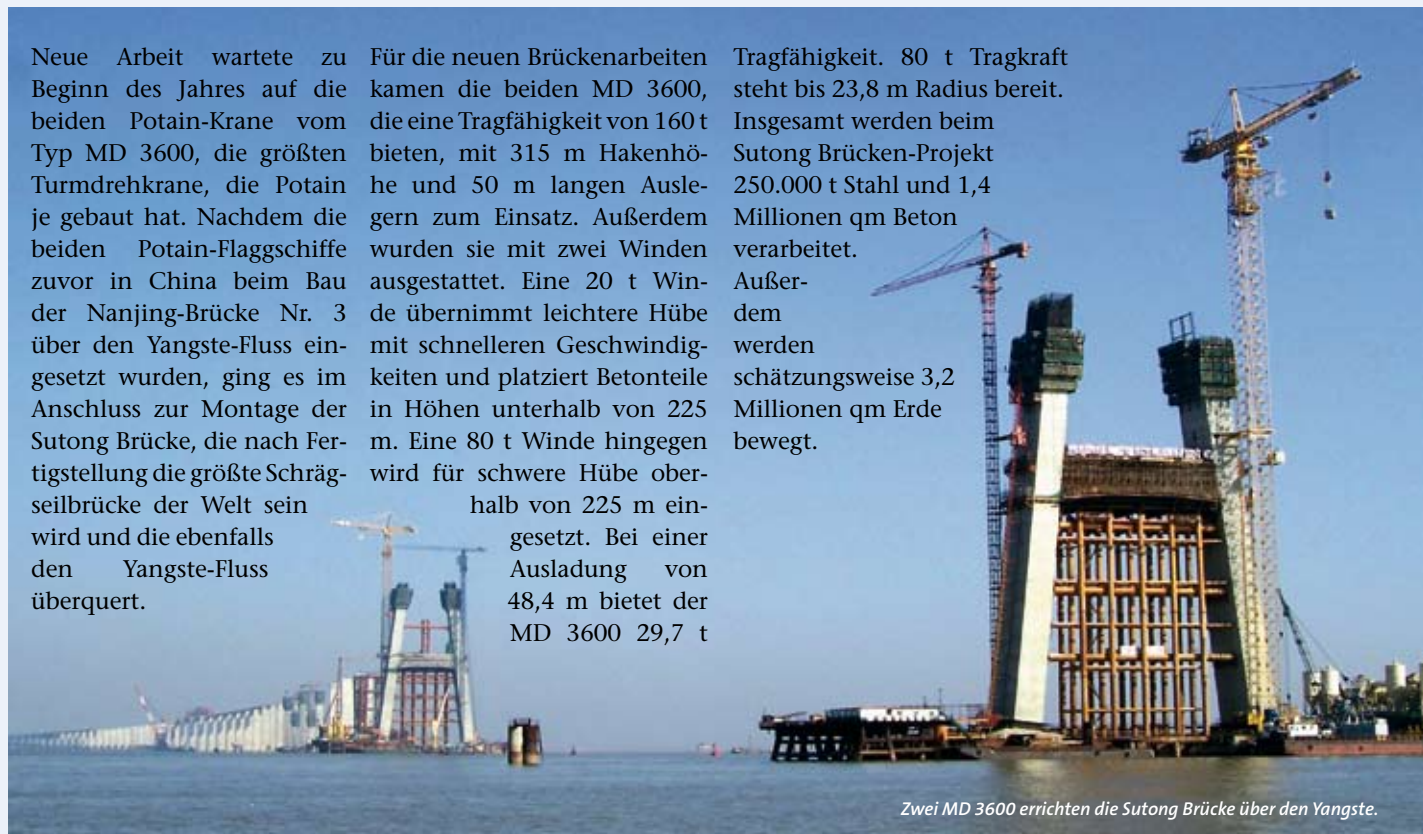 Neue Arbeit wartete zu
Beginn des Jahres auf die
beiden Potain-Krane vom
Typ MD 3600, die größten
Turmdrehkrane, die Potain
je gebaut hat. Nachdem die
beiden Potain-Flaggschiffe
zuvor in China beim Bau
der Nanjing-Brücke Nr. 3
über den Yangste-Fluss ein-
gesetzt wurden, ging es im
Anschluss zur Montage der
Sutong Brücke, die nach Fer-
tigstellung die größte Schräg-
seilbrücke der Welt sein
wird und die ebenfalls
den Yangste-Fluss
überquert.
Für die neuen Brückenarbeiten
kamen die beiden MD 3600,
die eine Tragfähigkeit von 160 t
bieten, mit 315 m Hakenhö-
he und 50 m langen Ausle-
gern zum Einsatz. Außerdem
wurden sie mit zwei Winden
ausgestattet. Eine 20 t Win-
de übernimmt leichtere Hübe
mit schnelleren Geschwindig-
keiten und platziert Betonteile
in Höhen unterhalb von 225
m. Eine 80 t Winde hingegen
wird für schwere Hübe ober-
halb von 225 m ein-
gesetzt. Bei einer
Ausladung von
48,4 m bietet der
MD 3600 29,7 t
Tragfähigkeit. 80 t Tragkraft
steht bis 23,8 m Radius bereit.
Insgesamt werden beim
Sutong Brücken-Projekt
250.000 t Stahl und 1,4
Millionen qm Beton
verarbeitet.
Außer-
dem
werden
schätzungsweise 3,2
Millionen qm Erde
bewegt.
Zwei MD 3600 errichten die Sutong Brücke über den Yangste.